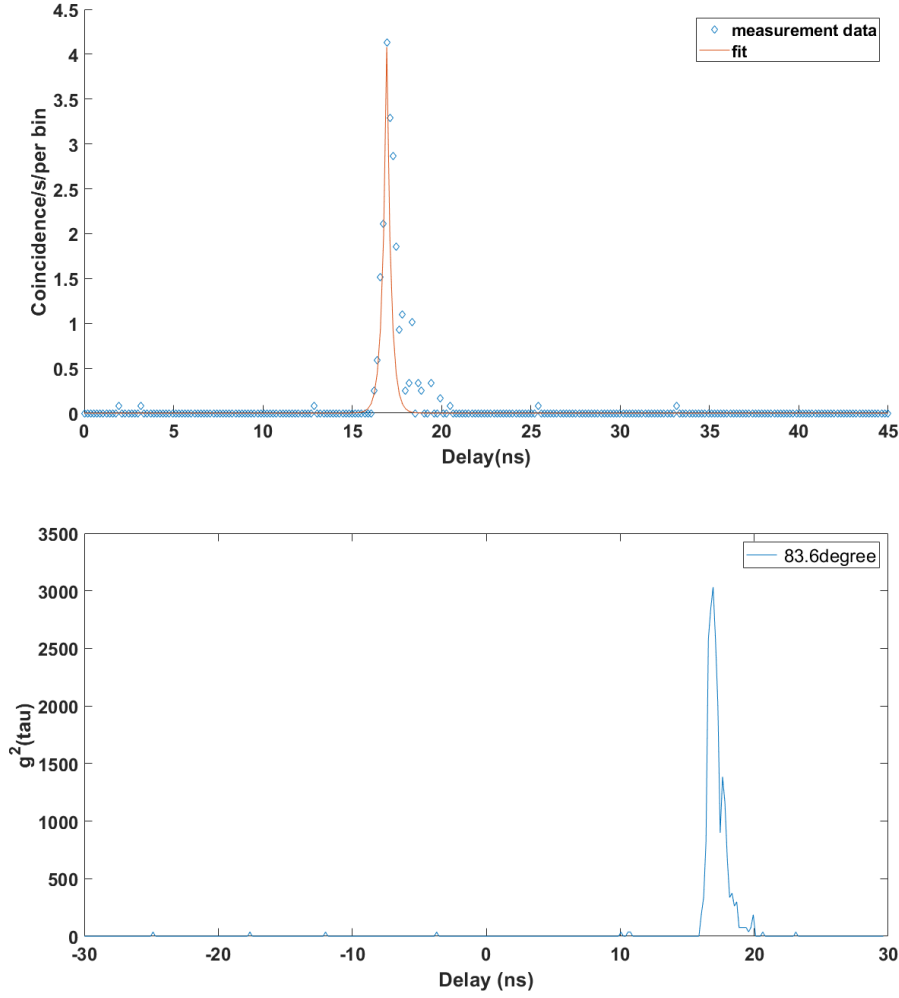 4.5
4
3.5
3
2.5
2
1.5
1
0.5
0
Coincidence/s/per bin
measurement data
fit
0 5 10 15 20 25 30 35 40 45
Delay(ns)
3500
3000
2500
2000
1500
1000
500
0
g²(tau)
83.6degree
-30 -20 -10 0 10 20 30
Delay (ns)